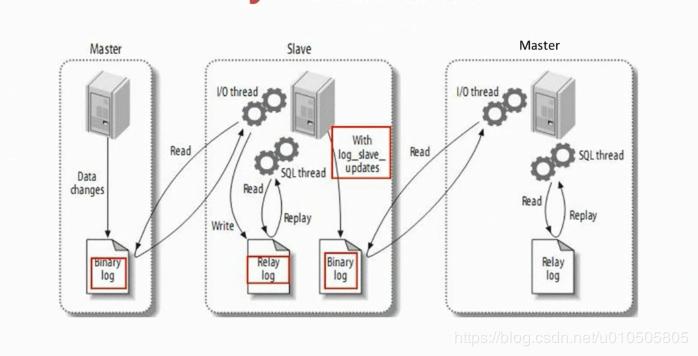 Master
Slave
Master
I/O thread
I/O thread
With
log_slave_
updates
Read
Read
SQL thread
SQL thread
Data
changes
Read
Read
Replay
Replay
Write
Binary
log
Relay
log
Binary
log
Relay
log
https://blog.csdn.net/u010505805